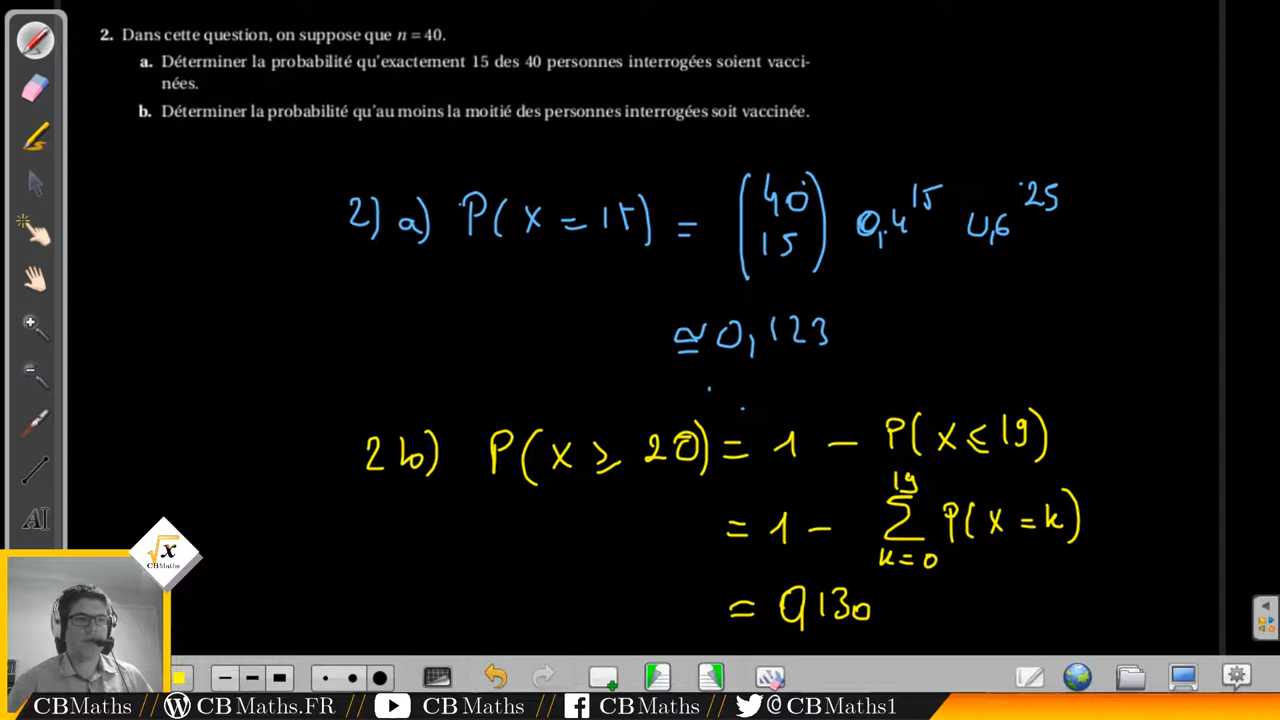 2. Dans cette question, on suppose que n = 40.
a. Déterminer la probabilité qu'exactement 15 des 40 personnes interrogées soient vacci-
nées.
b. Déterminer la probabilité qu'au moins la moitié des personnes interrogées soit vaccinée.
2) a) P(X = 15) = (40 15) 0,4^15 0,6^25
≅ 0,123
2 b) P(X ≥ 20) = 1 - P(X ≤ 19)
= 1 - ∑_{k=0}^{19} P(X = k)
= 0,130
AI
√x
CBMaths
CBMaths CBMaths.FR CBMaths CBMaths @CBMaths1